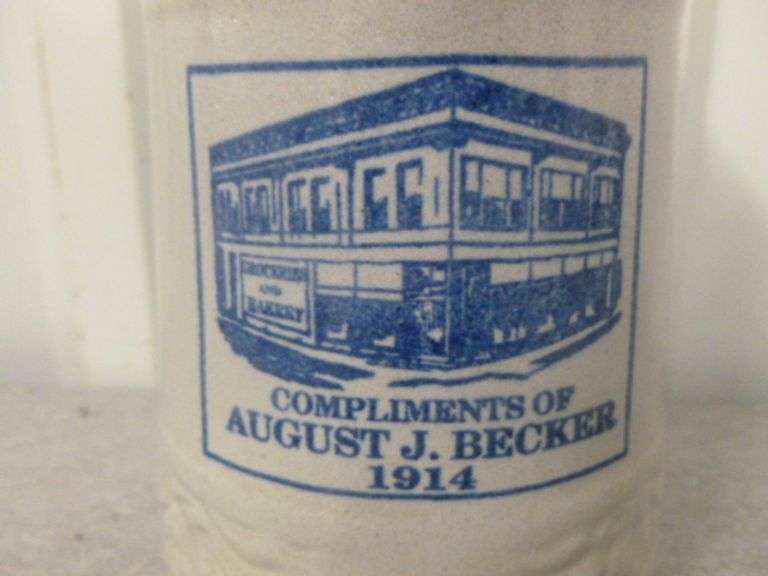 GROCERIES
AND
BAKERY
COMPLIMENTS OF
AUGUST J. BECKER
1914